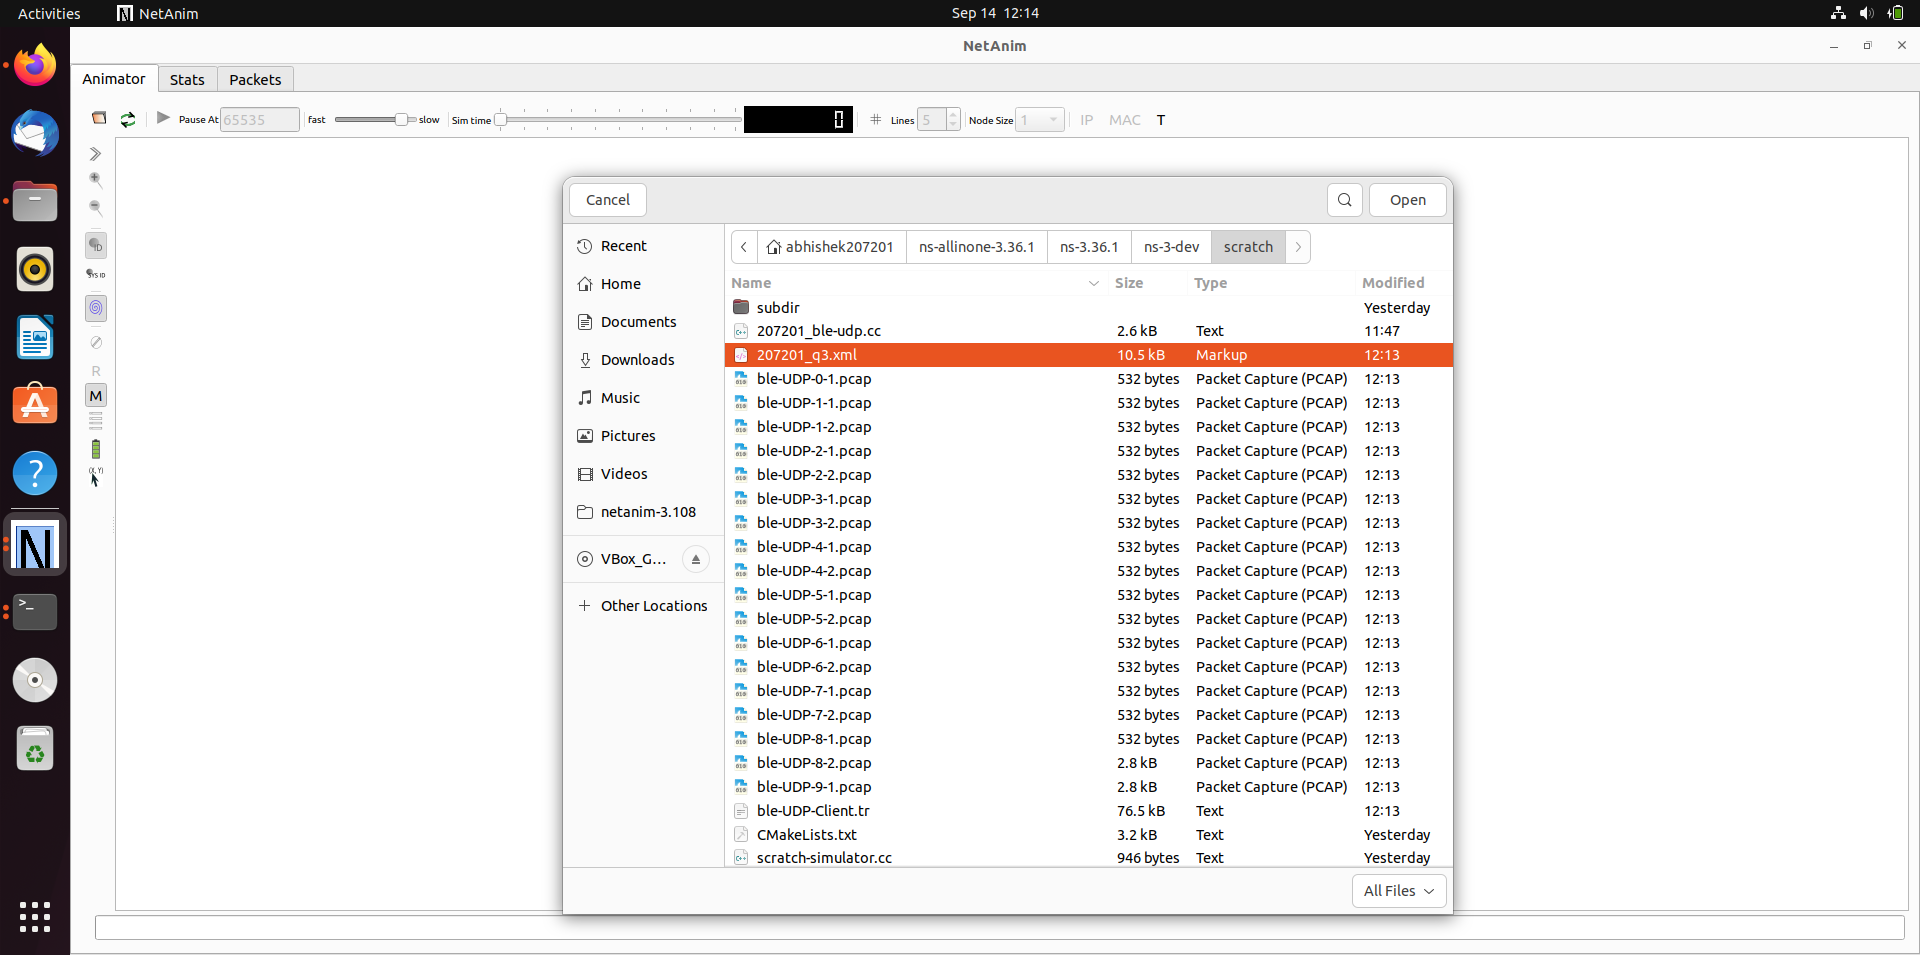 Activities NetAnim Sep 14 12:14
NetAnim
Animator Stats Packets
Pause At 65535 fast slow Sim time 0 Lines 5 Node Size 1 IP MAC T
Cancel Open
ID
SYS ID
R
M
(X, Y)
Recent
Home
Documents
Downloads
Music
Pictures
Videos
netanim-3.108
VBox_G...
Other Locations
abhishek207201 ns-allinone-3.36.1 ns-3.36.1 ns-3-dev scratch
Name Size Type Modified
subdir Yesterday
207201_ble-udp.cc 2.6 kB Text 11:47
207201_q3.xml 10.5 kB Markup 12:13
ble-UDP-0-1.pcap 532 bytes Packet Capture (PCAP) 12:13
ble-UDP-1-1.pcap 532 bytes Packet Capture (PCAP) 12:13
ble-UDP-1-2.pcap 532 bytes Packet Capture (PCAP) 12:13
ble-UDP-2-1.pcap 532 bytes Packet Capture (PCAP) 12:13
ble-UDP-2-2.pcap 532 bytes Packet Capture (PCAP) 12:13
ble-UDP-3-1.pcap 532 bytes Packet Capture (PCAP) 12:13
ble-UDP-3-2.pcap 532 bytes Packet Capture (PCAP) 12:13
ble-UDP-4-1.pcap 532 bytes Packet Capture (PCAP) 12:13
ble-UDP-4-2.pcap 532 bytes Packet Capture (PCAP) 12:13
ble-UDP-5-1.pcap 532 bytes Packet Capture (PCAP) 12:13
ble-UDP-5-2.pcap 532 bytes Packet Capture (PCAP) 12:13
ble-UDP-6-1.pcap 532 bytes Packet Capture (PCAP) 12:13
ble-UDP-6-2.pcap 532 bytes Packet Capture (PCAP) 12:13
ble-UDP-7-1.pcap 532 bytes Packet Capture (PCAP) 12:13
ble-UDP-7-2.pcap 532 bytes Packet Capture (PCAP) 12:13
ble-UDP-8-1.pcap 532 bytes Packet Capture (PCAP) 12:13
ble-UDP-8-2.pcap 2.8 kB Packet Capture (PCAP) 12:13
ble-UDP-9-1.pcap 2.8 kB Packet Capture (PCAP) 12:13
ble-UDP-Client.tr 76.5 kB Text 12:13
CMakeLists.txt 3.2 kB Text Yesterday
scratch-simulator.cc 946 bytes Text Yesterday
All Files